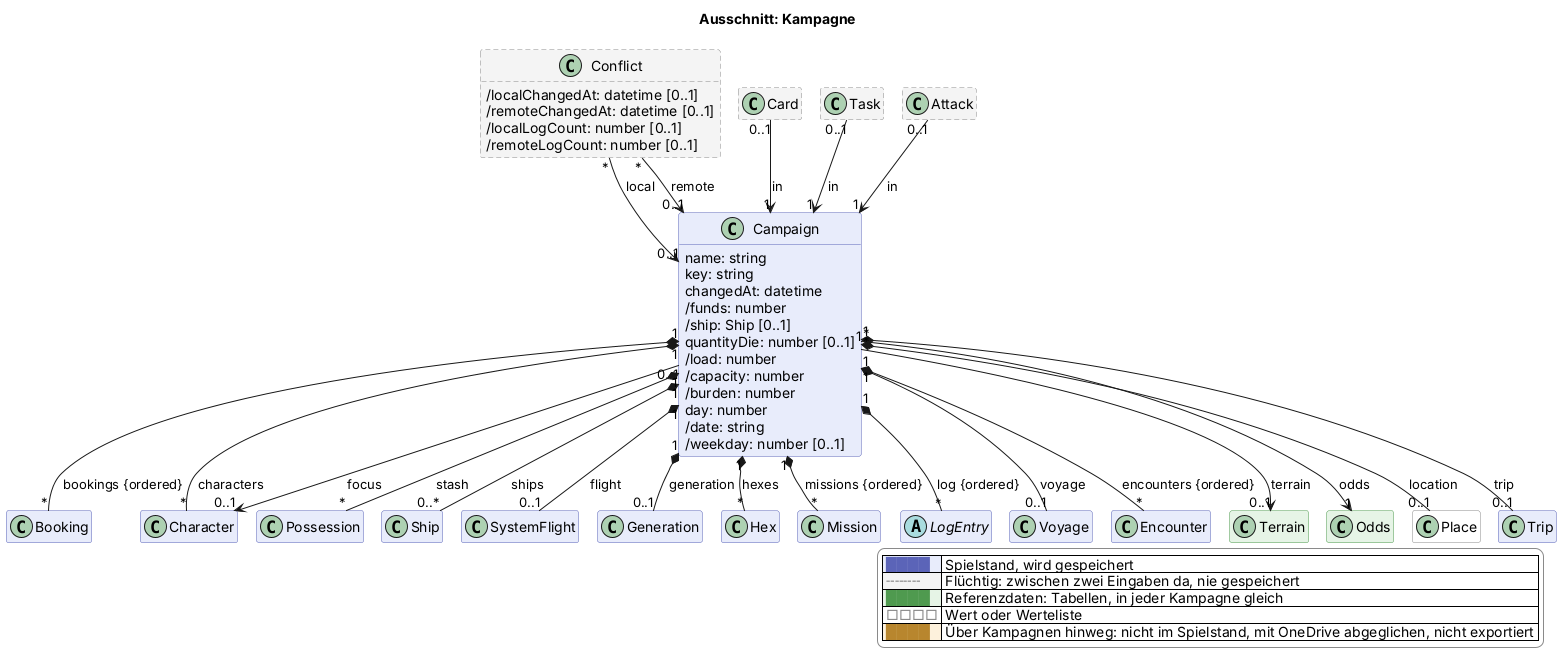 Ausschnitt: Kampagne
C Conflict
/localChangedAt: datetime [0..1]
/remoteChangedAt: datetime [0..1]
/localLogCount: number [0..1]
/remoteLogCount: number [0..1]
C Card
C Task
C Attack
* * 0..1 0..1 0..1
local remote in in in
0..1 1 1 1
0..1
C Campaign
name: string
key: string
changedAt: datetime
/funds: number
/ship: Ship [0..1]
quantityDie: number [0..1]
/load: number
/capacity: number
/burden: number
day: number
/date: string
/weekday: number [0..1]
bookings {ordered} characters focus stash ships flight generation hexes missions {ordered} log {ordered} voyage encounters {ordered} terrain odds location trip
* * 0..1 * 0..* 0..1 0..1 * * * 0..1 * 0..1 1 0..1 0..1
C Booking
C Character
C Possession
C Ship
C SystemFlight
C Generation
C Hex
C Mission
A LogEntry
C Voyage
C Encounter
C Terrain
C Odds
C Place
C Trip
Spielstand, wird gespeichert
-------- Flüchtig: zwischen zwei Eingaben da, nie gespeichert
Referenzdaten: Tabellen, in jeder Kampagne gleich
□□□□ Wert oder Werteliste
Über Kampagnen hinweg: nicht im Spielstand, mit OneDrive abgeglichen, nicht exportiert